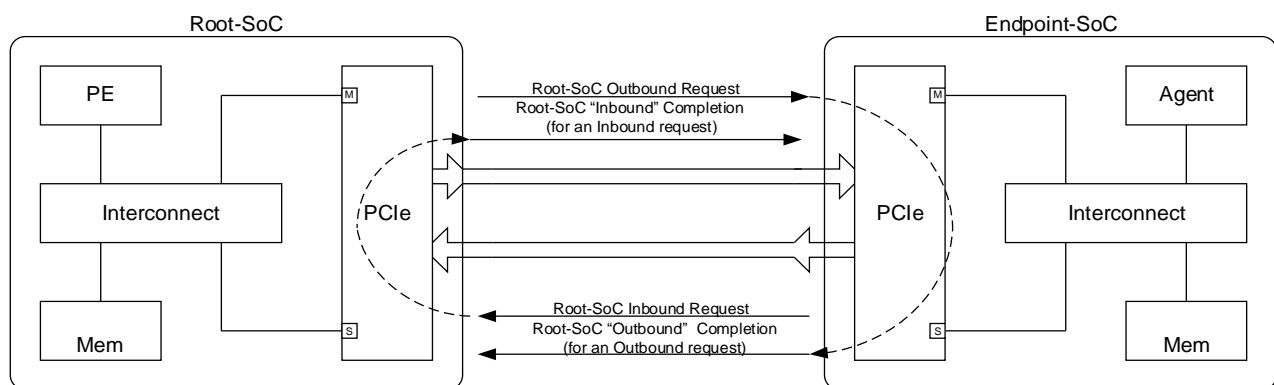 Root-SoC
Endpoint-SoC
PE
M
Root-SoC Outbound Request
Root-SoC “Inbound” Completion
(for an Inbound request)
M
Agent
Interconnect
PCIe
PCIe
Interconnect
Root-SoC Inbound Request
Root-SoC “Outbound” Completion
(for an Outbound request)
Mem
S
S
Mem